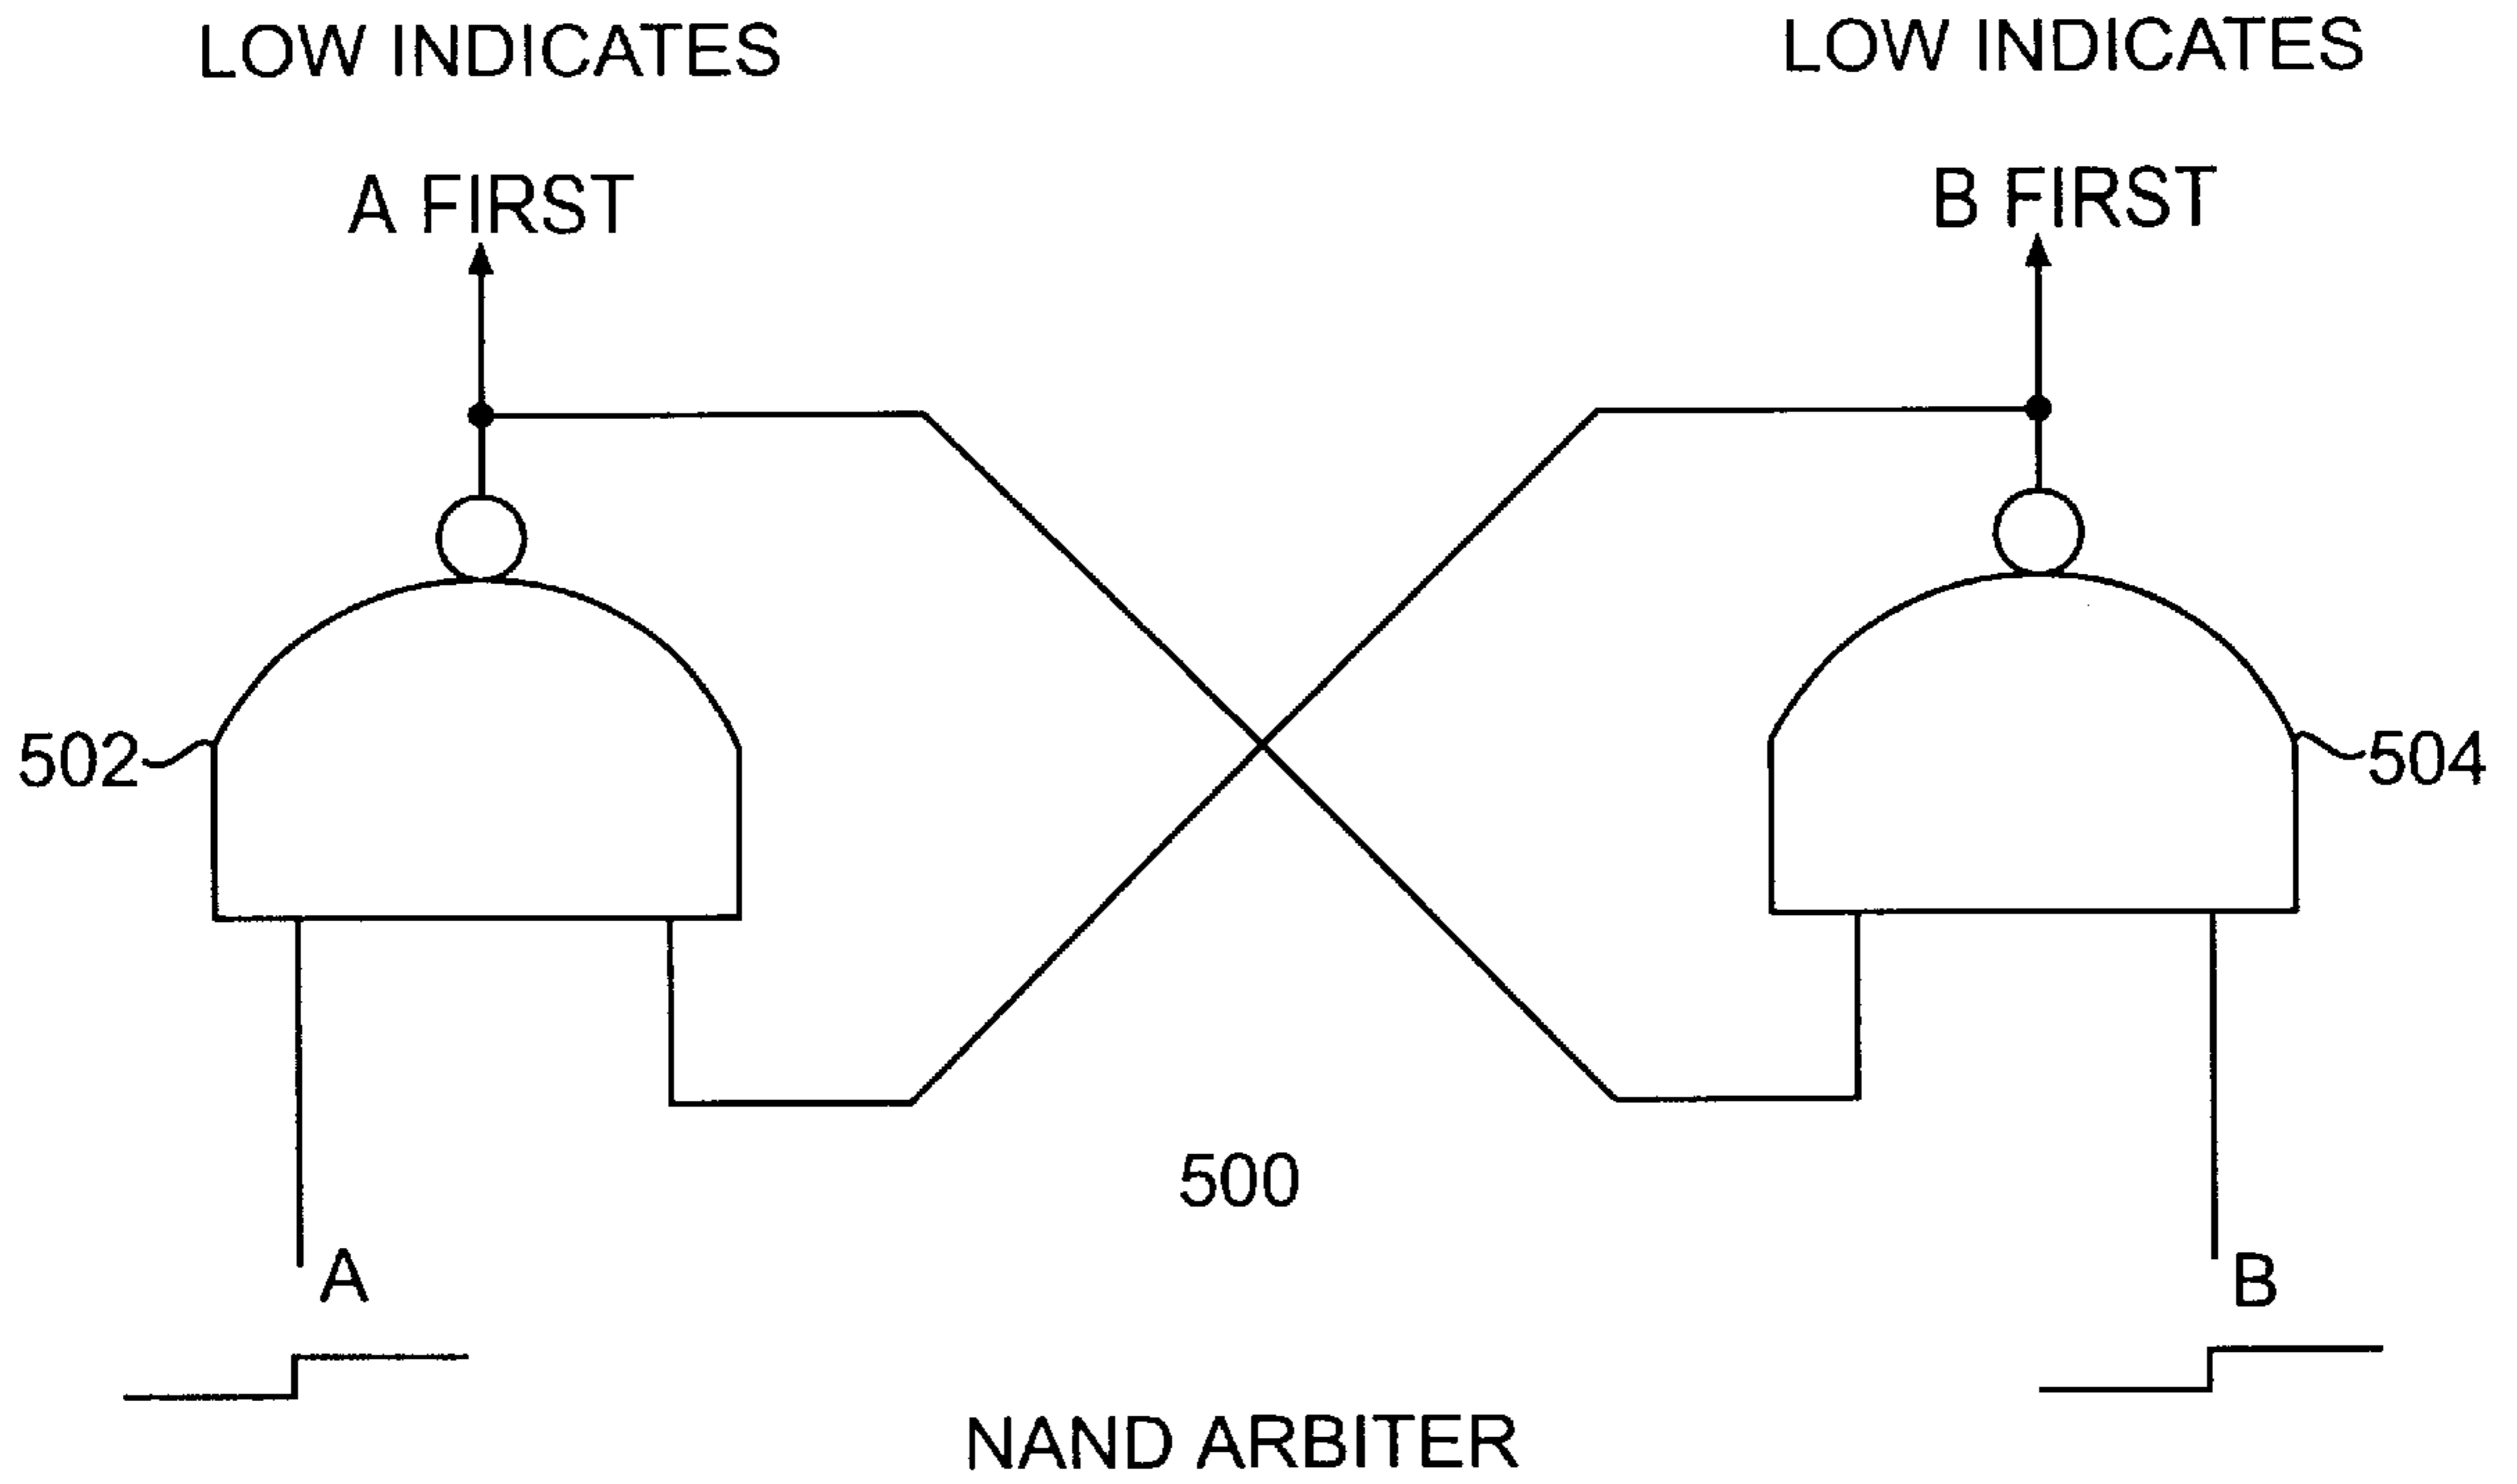 LOW INDICATES
A FIRST
LOW INDICATES
B FIRST
502
504
500
A
B
NAND ARBITER